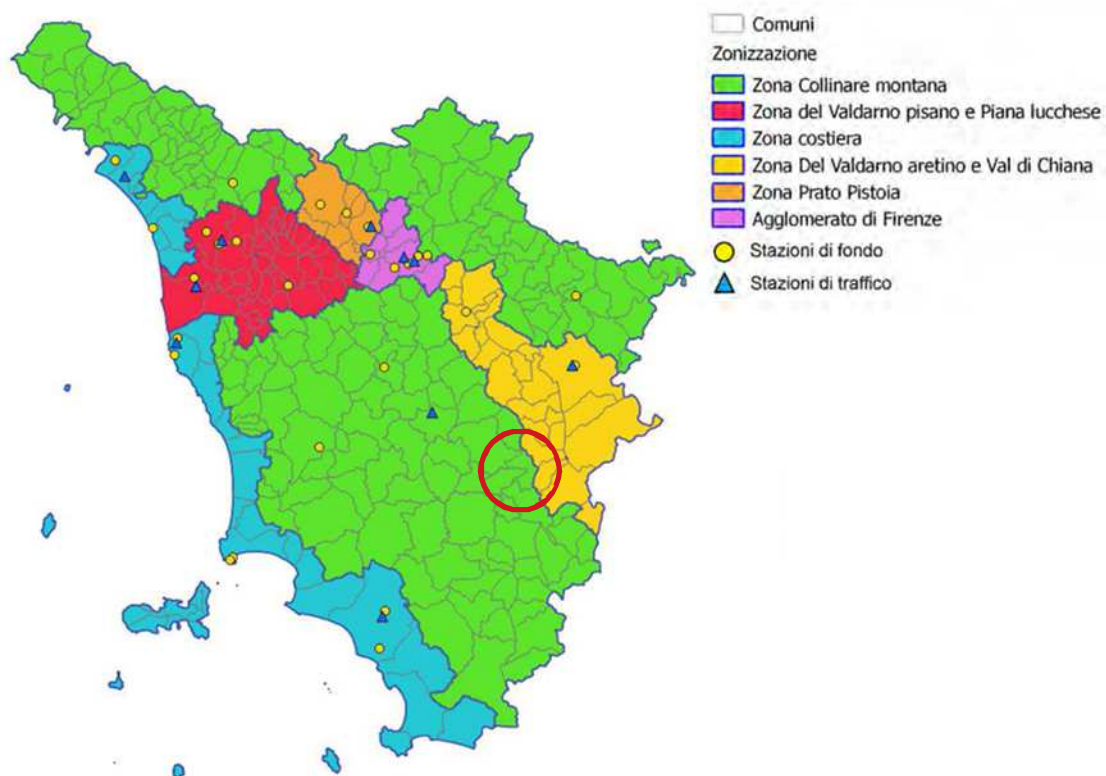 Comuni
Zonizzazione
Zona Collinare montana
Zona del Valdarno pisano e Piana lucchese
Zona costiera
Zona Del Valdarno aretino e Val di Chiana
Zona Prato Pistoia
Agglomerato di Firenze
Stazioni di fondo
Stazioni di traffico